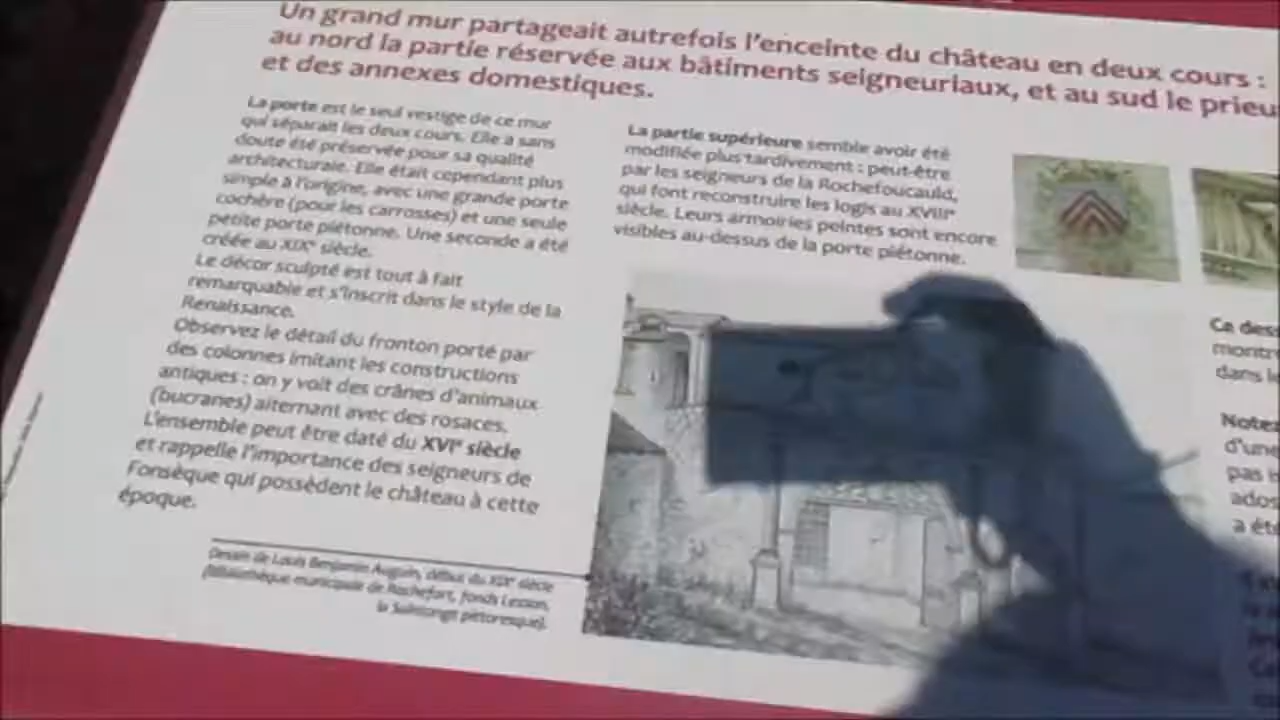 Un grand mur partageait autrefois l'enceinte du château en deux cours :
au nord la partie réservée aux bâtiments seigneuriaux, et au sud le prieu
et des annexes domestiques.
La porte est le seul vestige de ce mur
qui séparait les deux cours. Elle a sans
doute été préservée pour sa qualité
architecturale. Elle était cependant plus
simple à l'origine, avec une grande porte
cochère (pour les carrosses) et une seule
petite porte piétonne. Une seconde a été
créée au XIXe siècle.
Le décor sculpté est tout à fait
remarquable et s'inscrit dans le style de la
Renaissance.
Observez le détail du fronton porté par
des colonnes imitant les constructions
antiques : on y voit des crânes d'animaux
(bucranes) alternant avec des rosaces.
L'ensemble peut être daté du XVIe siècle
et rappelle l'importance des seigneurs de
Fonsèque qui possèdent le château à cette
époque.
Dessin de Louis Benjamin Auguin, début du XIXe siècle
(Bibliothèque municipale de Rochefort, fonds Lesson,
la Saintonge pittoresque).
La partie supérieure semble avoir été
modifiée plus tardivement : peut-être
par les seigneurs de la Rochefoucauld,
qui font reconstruire les logis au XVIIIe
siècle. Leurs armoiries peintes sont encore
visibles au-dessus de la porte piétonne.
Ce dess
montre
dans le
Notez
d'une
pas i
ados
a ét